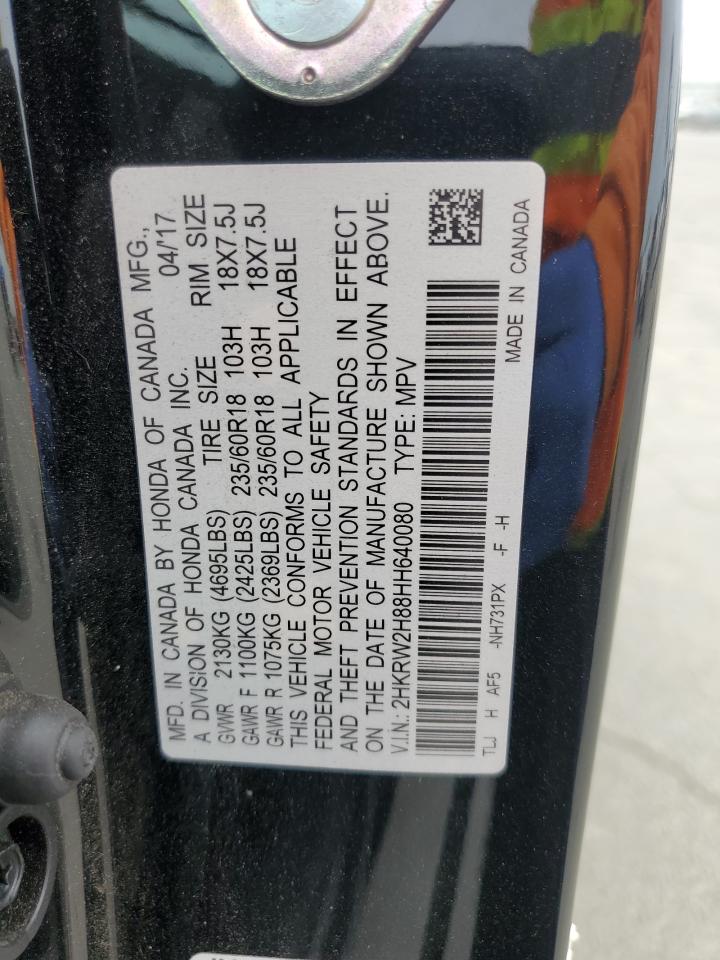 MFD. IN CANADA BY HONDA OF CANADA MFG.,
A DIVISION OF HONDA CANADA INC. 04/'17
GVWR 2130KG (4695LBS) TIRE SIZE RIM SIZE
GAWR F 1100KG (2425LBS) 235/60R18 103H 18X7.5J
GAWR R 1075KG (2369LBS) 235/60R18 103H 18X7.5J
THIS VEHICLE CONFORMS TO ALL APPLICABLE
FEDERAL MOTOR VEHICLE SAFETY
AND THEFT PREVENTION STANDARDS IN EFFECT
ON THE DATE OF MANUFACTURE SHOWN ABOVE.
V.I.N.: 2HKRW2H88HH640080 TYPE: MPV
TLJ H AF5 -NH731PX -F -H MADE IN CANADA